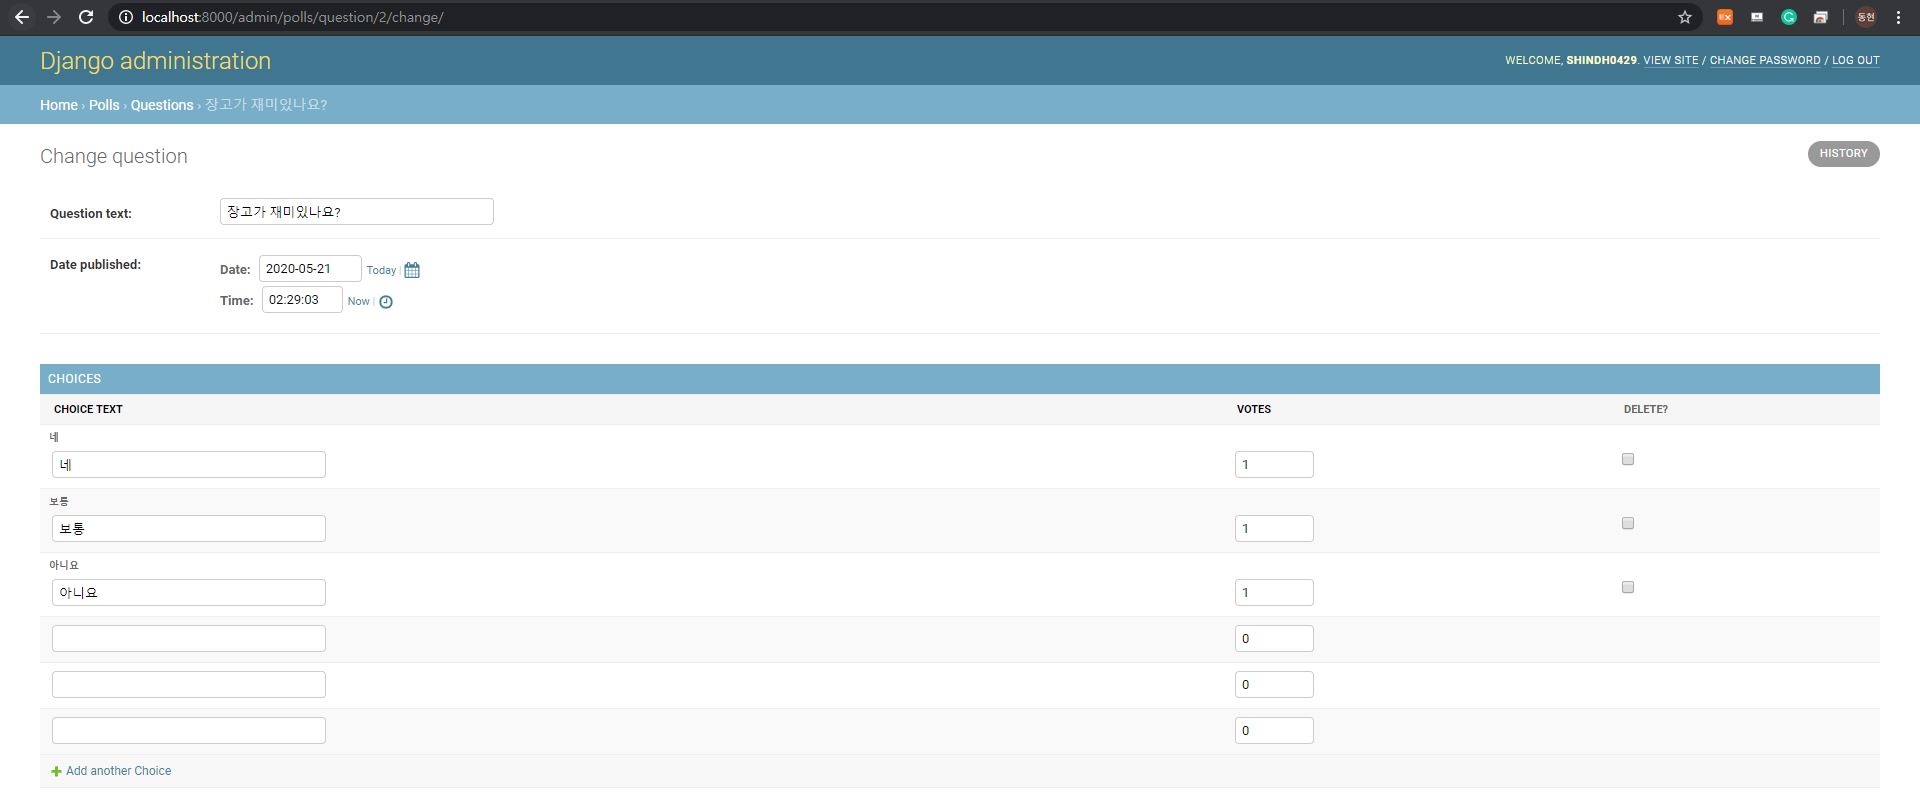 localhost:8000/admin/polls/question/2/change/
동현
Django administration
WELCOME, SHINDH0429. VIEW SITE / CHANGE PASSWORD / LOG OUT
Home › Polls › Questions › 장고가 재미있나요?
Change question
HISTORY
Question text: 장고가 재미있나요?
Date published:
Date: 2020-05-21 Today |
Time: 02:29:03 Now |
CHOICES
CHOICE TEXT VOTES DELETE?
네
네 1
보통
보통 1
아니요
아니요 1
0
0
0
Add another Choice